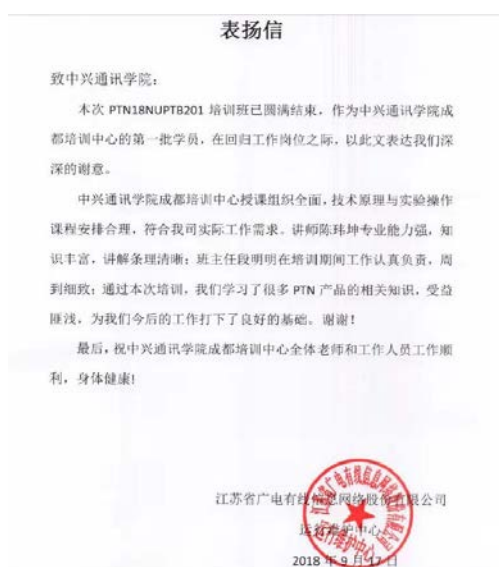 表扬信
致中兴通讯学院：
本次 PTN18NUPTB201 培训班已圆满结束，作为中兴通讯学院成
都培训中心的第一批学员，在回归工作岗位之际，以此文表达我们深
深的谢意。
中兴通讯学院成都培训中心授课组织全面，技术原理与实验操作
课程安排合理，符合我司实际工作需求。讲师陈玮坤专业能力强，知
识丰富，讲解条理清晰；班主任段明明在培训期间工作认真负责，周
到细致；通过本次培训，我们学习了很多 PTN 产品的相关知识，受益
匪浅，为我们今后的工作打下了良好的基础。谢谢！
最后，祝中兴通讯学院成都培训中心全体老师和工作人员工作顺
利，身体健康!
江苏省广电有线信息网络股份有限公司
运行维护中心
2018 年 9 月 17 日